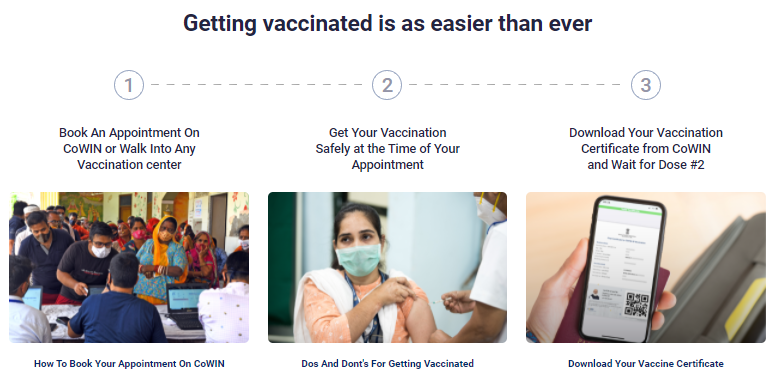 Getting vaccinated is as easier than ever
1
2
3
Book An Appointment On
CoWIN or Walk Into Any
Vaccination center
Get Your Vaccination
Safely at the Time of Your
Appointment
Download Your Vaccination
Certificate from CoWIN
and Wait for Dose #2
How To Book Your Appointment On CoWIN
Dos And Dont's For Getting Vaccinated
Download Your Vaccine Certificate